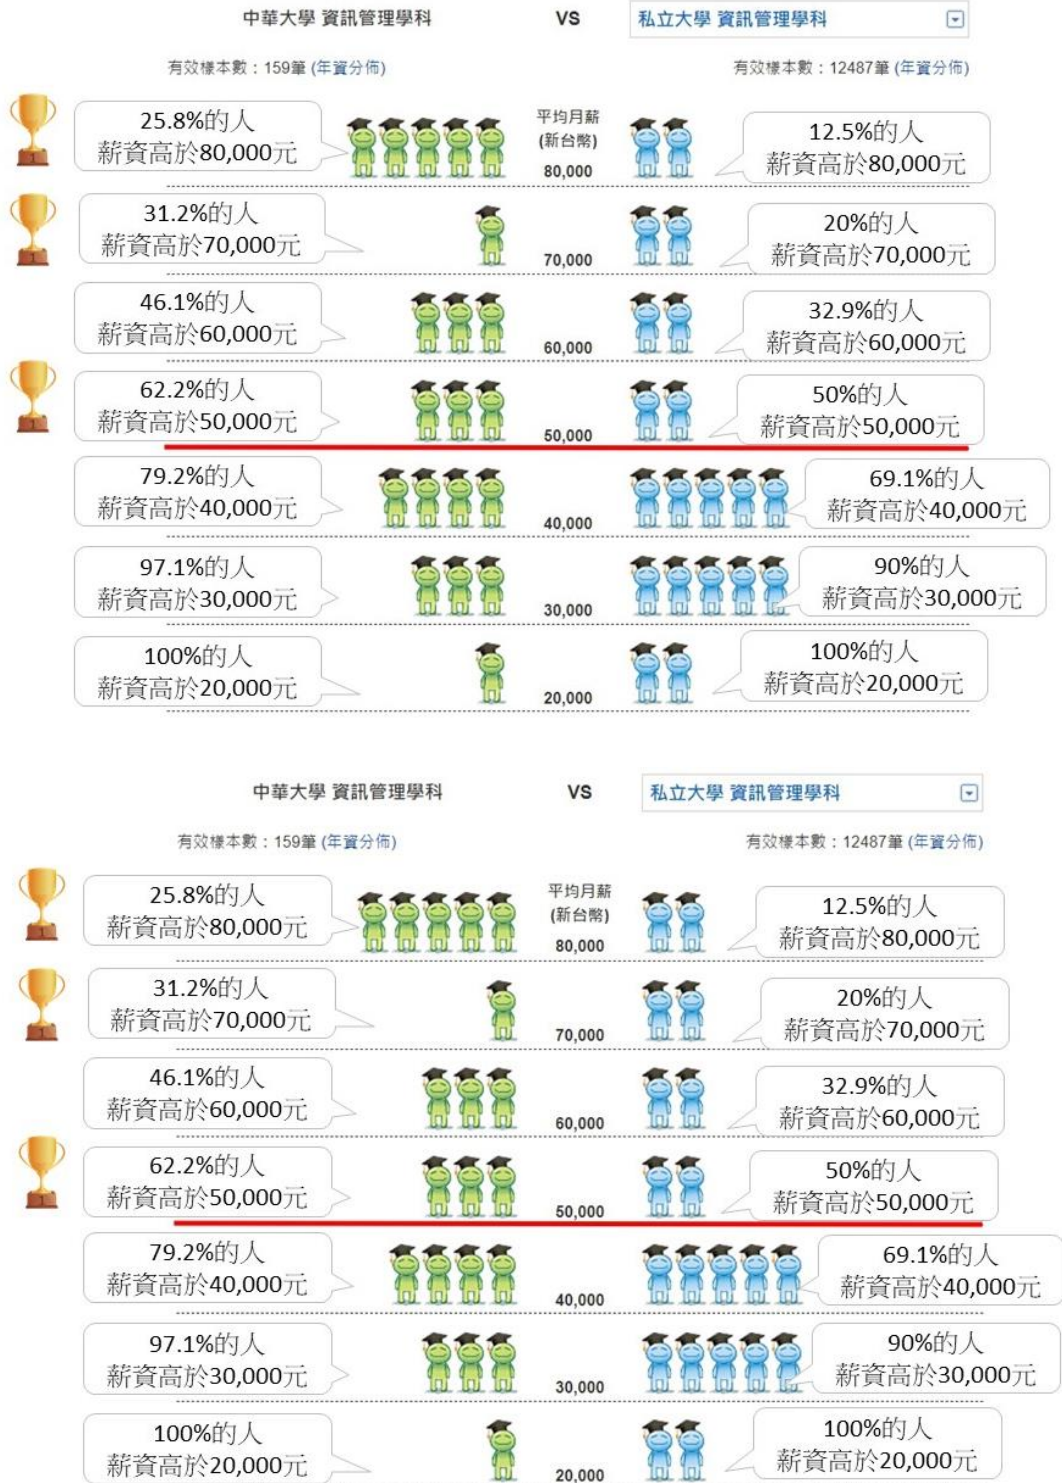 中華大學 資訊管理學科 VS 私立大學 資訊管理學科
有效樣本數：159筆 (年資分佈) 有效樣本數：12487筆 (年資分佈)
25.8%的人
薪資高於80,000元
平均月薪
(新台幣)
80,000
12.5%的人
薪資高於80,000元
31.2%的人
薪資高於70,000元
70,000
20%的人
薪資高於70,000元
46.1%的人
薪資高於60,000元
60,000
32.9%的人
薪資高於60,000元
62.2%的人
薪資高於50,000元
50,000
50%的人
薪資高於50,000元
79.2%的人
薪資高於40,000元
40,000
69.1%的人
薪資高於40,000元
97.1%的人
薪資高於30,000元
30,000
90%的人
薪資高於30,000元
100%的人
薪資高於20,000元
20,000
100%的人
薪資高於20,000元
中華大學 資訊管理學科 VS 私立大學 資訊管理學科
有效樣本數：159筆 (年資分佈) 有效樣本數：12487筆 (年資分佈)
25.8%的人
薪資高於80,000元
平均月薪
(新台幣)
80,000
12.5%的人
薪資高於80,000元
31.2%的人
薪資高於70,000元
70,000
20%的人
薪資高於70,000元
46.1%的人
薪資高於60,000元
60,000
32.9%的人
薪資高於60,000元
62.2%的人
薪資高於50,000元
50,000
50%的人
薪資高於50,000元
79.2%的人
薪資高於40,000元
40,000
69.1%的人
薪資高於40,000元
97.1%的人
薪資高於30,000元
30,000
90%的人
薪資高於30,000元
100%的人
薪資高於20,000元
20,000
100%的人
薪資高於20,000元